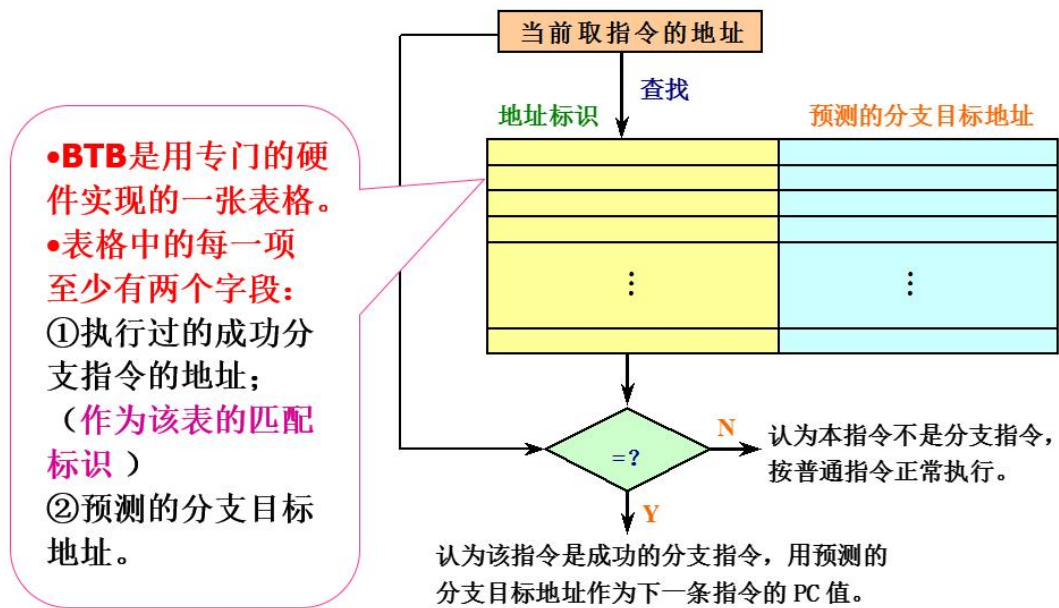 当前取指令的地址
查找
地址标识
预测的分支目标地址
•BTB是用专门的硬
件实现的一张表格。
•表格中的每一项
至少有两个字段：
①执行过的成功分
支指令的地址；
（作为该表的匹配
标识 ）
②预测的分支目标
地址。
⋮
⋮
=?
N
认为本指令不是分支指令，
按普通指令正常执行。
Y
认为该指令是成功的分支指令，用预测的
分支目标地址作为下一条指令的 PC 值。